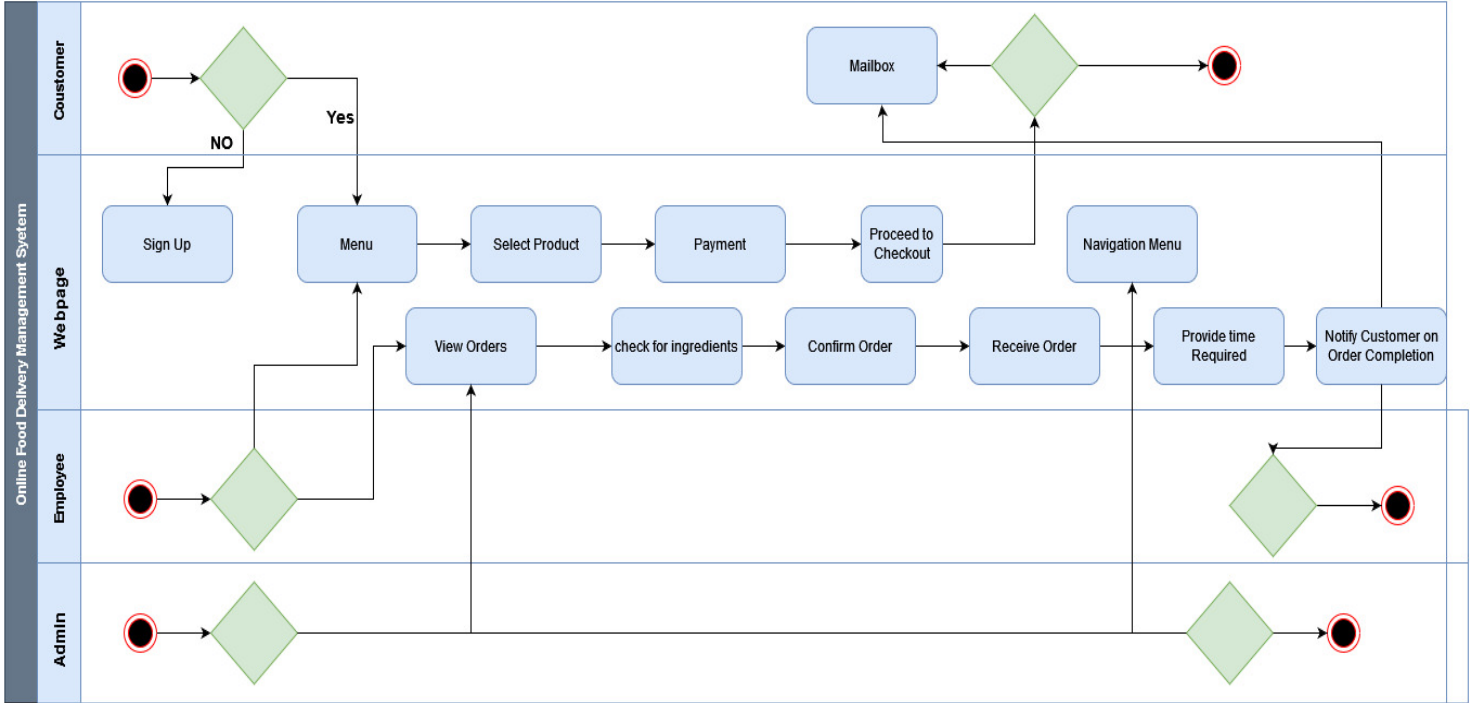 Online Food Delivery Management Syetem
Coustomer
Mailbox
Yes
NO
Webpage
Sign Up
Menu
Select Product
Payment
Proceed to
Checkout
Navigation Menu
View Orders
check for ingredients
Confirm Order
Receive Order
Provide time
Required
Notify Customer on
Order Completion
Employee
Admin